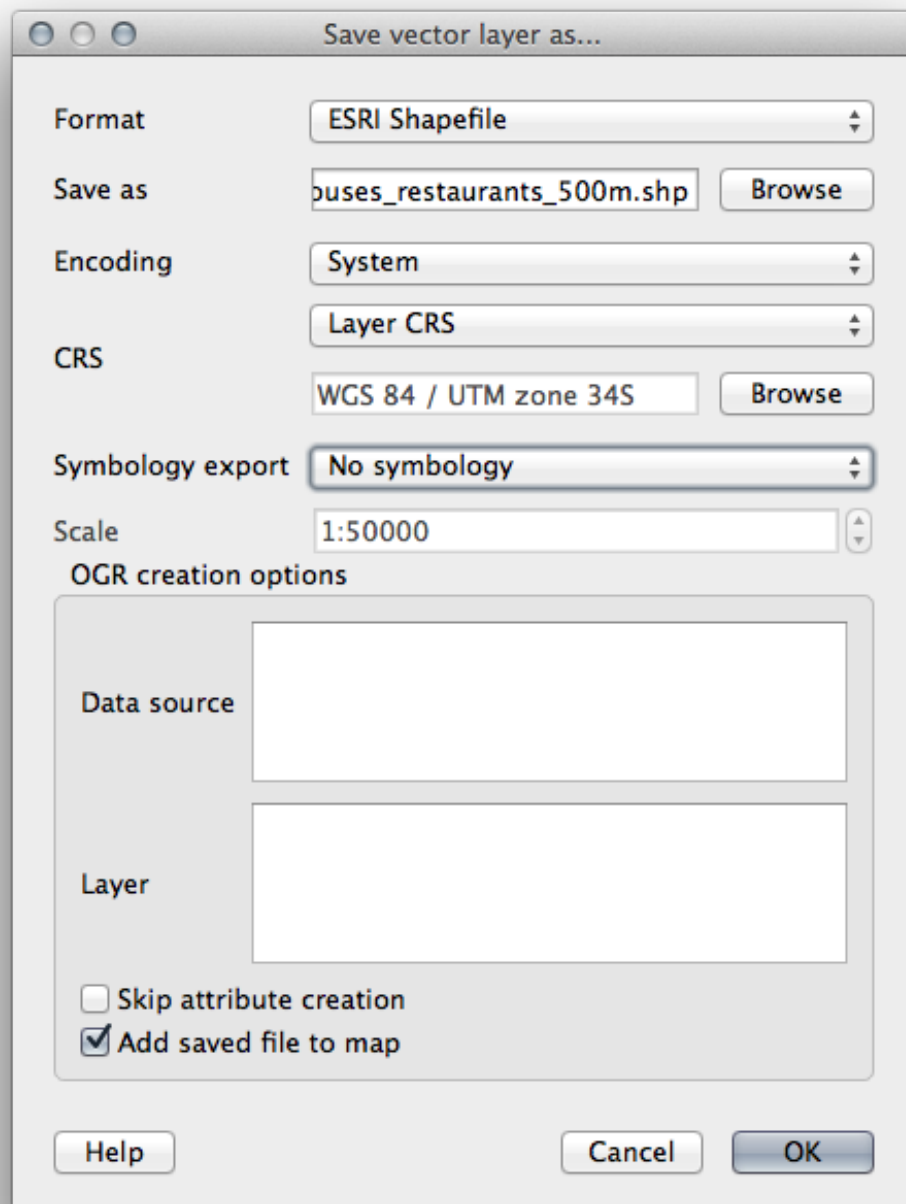 Save vector layer as...
Format ESRI Shapefile
Save as ouses_restaurants_500m.shp Browse
Encoding System
Layer CRS
CRS
WGS 84 / UTM zone 34S Browse
Symbology export No symbology
Scale 1:50000
OGR creation options
Data source
Layer
Skip attribute creation
Add saved file to map
Help Cancel OK